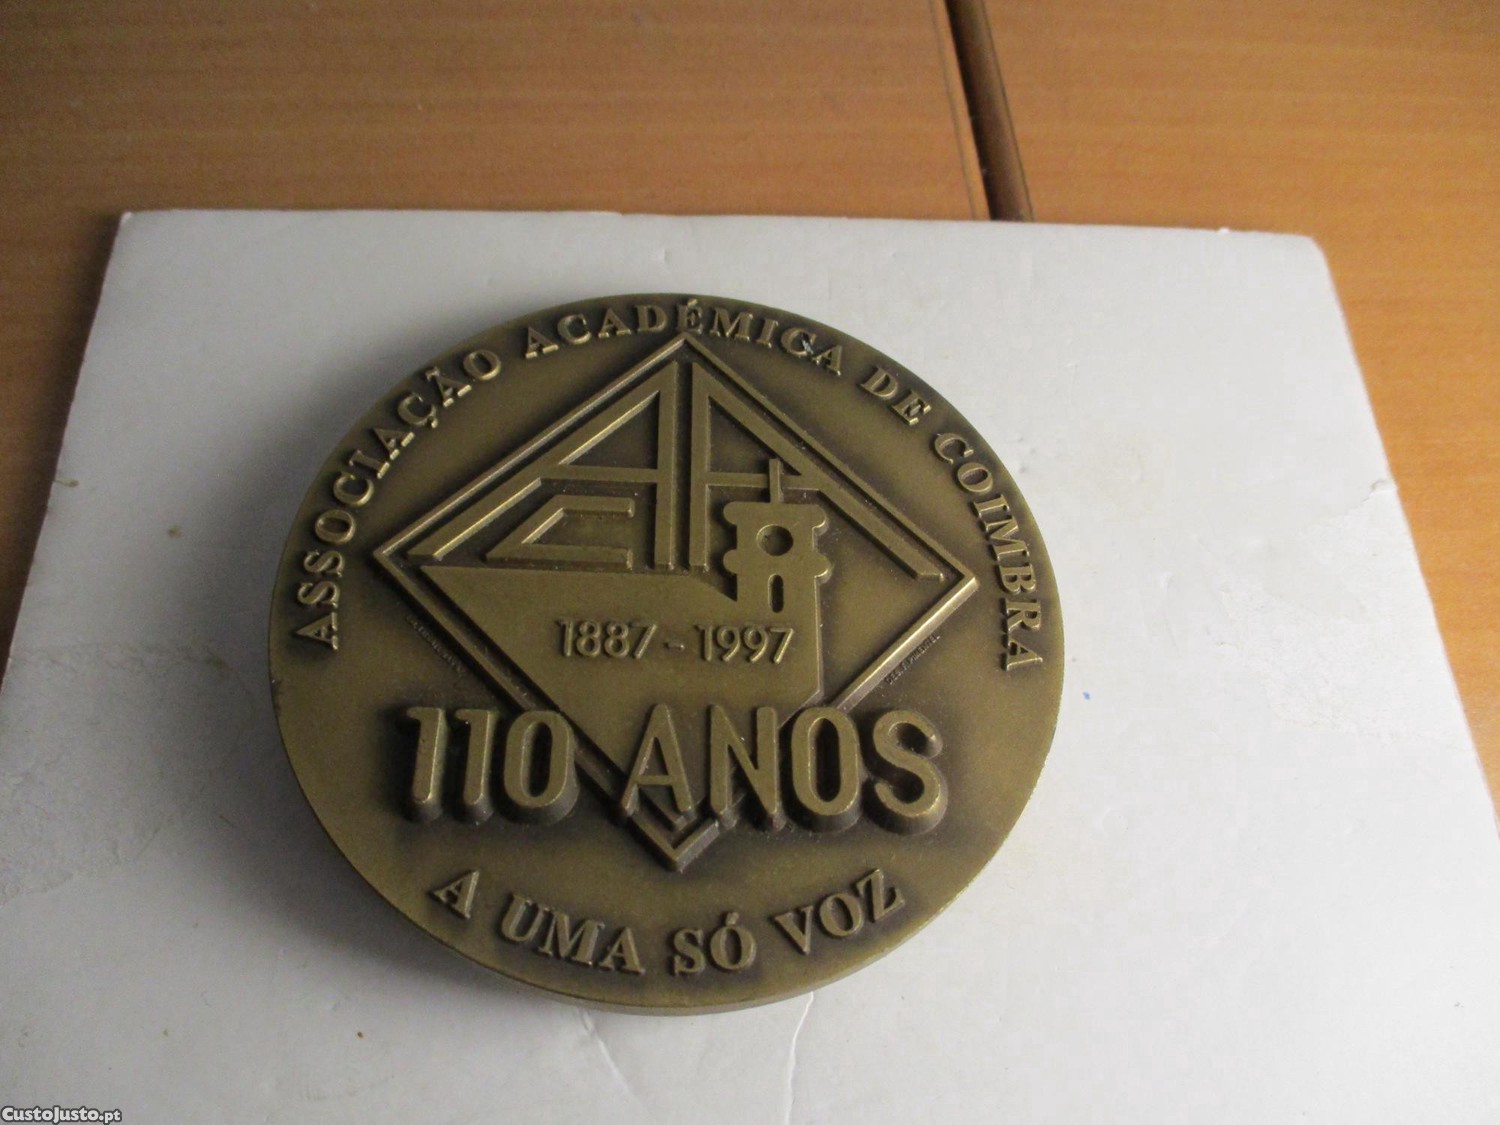 ASSOCIAÇÃO ACADÉMICA DE COIMBRA
1887 - 1997
110 ANOS
A UMA SÓ VOZ
CustoJusto.pt